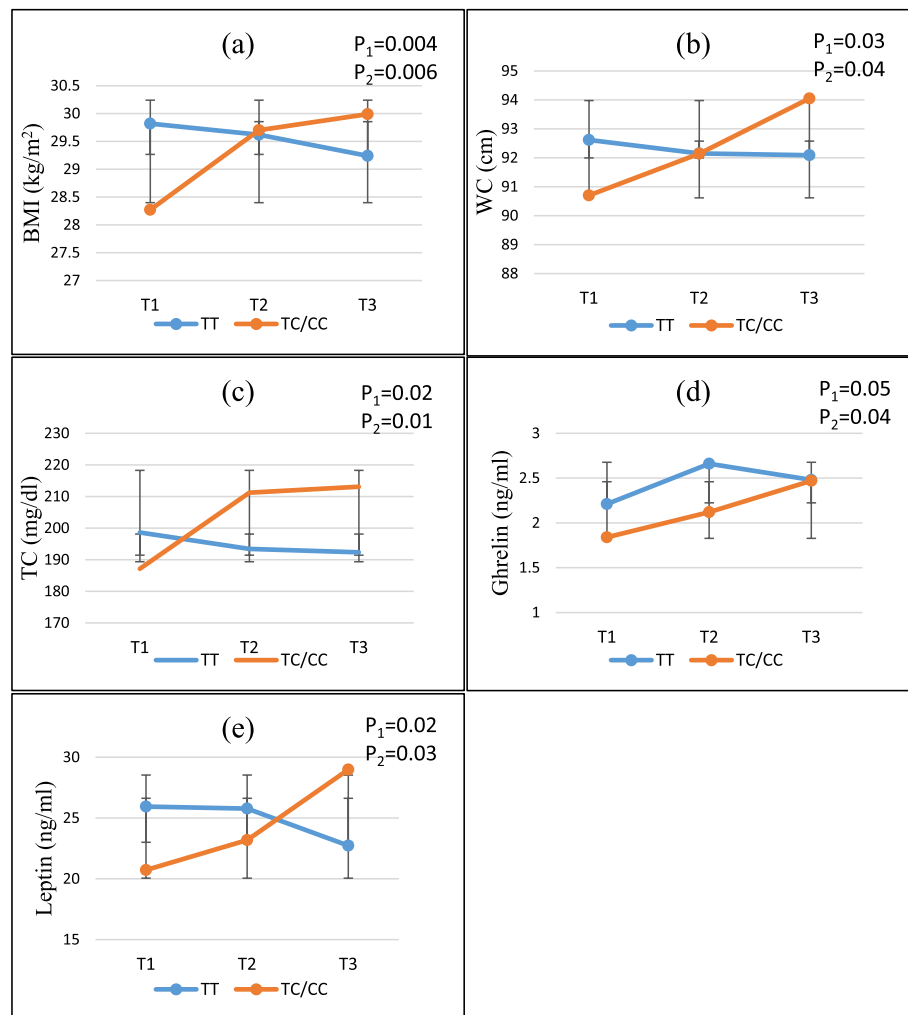 (a)
P1=0.004
P2=0.006
BMI (kg/m²)
30.5
30
29.5
29
28.5
28
27.5
27
T1 T2 T3
TT TC/CC
(b)
P1=0.03
P2=0.04
WC (cm)
95
94
93
92
91
90
89
88
T1 T2 T3
TT TC/CC
(c)
P1=0.02
P2=0.01
TC (mg/dl)
230
220
210
200
190
180
170
T1 T2 T3
TT TC/CC
(d)
P1=0.05
P2=0.04
Ghrelin (ng/ml)
3
2.5
2
1.5
1
T1 T2 T3
TT TC/CC
(e)
P1=0.02
P2=0.03
Leptin (ng/ml)
30
25
20
15
T1 T2 T3
TT TC/CC